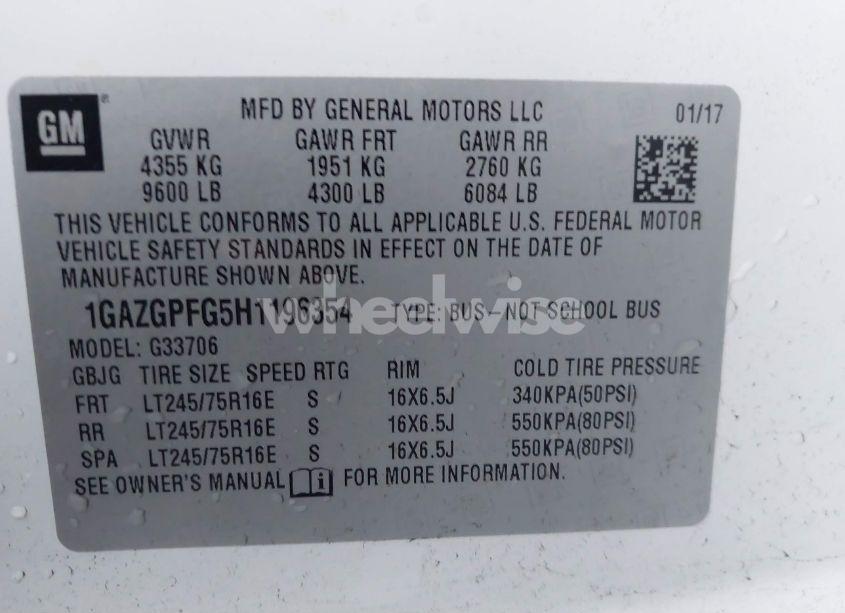 GM
MFD BY GENERAL MOTORS LLC 01/17
GVWR GAWR FRT GAWR RR
4355 KG 1951 KG 2760 KG
9600 LB 4300 LB 6084 LB
THIS VEHICLE CONFORMS TO ALL APPLICABLE U.S. FEDERAL MOTOR
VEHICLE SAFETY STANDARDS IN EFFECT ON THE DATE OF
MANUFACTURE SHOWN ABOVE.
1GAZGPFG5H1196354 TYPE: BUS-NOT SCHOOL BUS
wheelwise
MODEL: G33706
GBJG TIRE SIZE SPEED RTG RIM COLD TIRE PRESSURE
FRT LT245/75R16E S 16X6.5J 340KPA(50PSI)
RR LT245/75R16E S 16X6.5J 550KPA(80PSI)
SPA LT245/75R16E S 16X6.5J 550KPA(80PSI)
SEE OWNER'S MANUAL i FOR MORE INFORMATION.